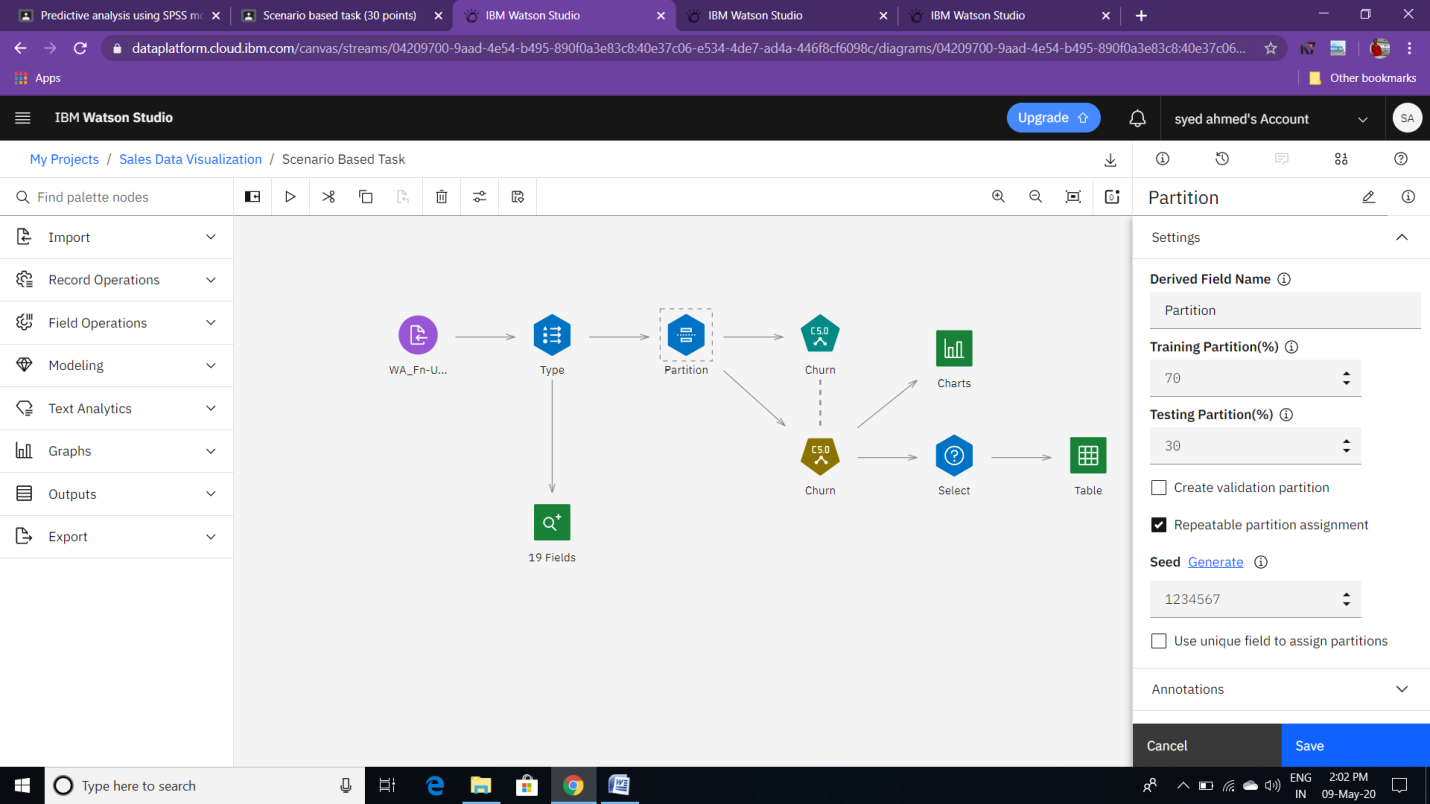 Predictive analysis using SPSS mo
Scenario based task (30 points)
IBM Watson Studio
IBM Watson Studio
IBM Watson Studio
dataplatform.cloud.ibm.com/canvas/streams/04209700-9aad-4e54-b495-890f0a3e83c8:40e37c06-e534-4de7-ad4a-446f8cf6098c/diagrams/04209700-9aad-4e54-b495-890f0a3e83c8:40e37c06...
Apps
Other bookmarks
IBM Watson Studio
Upgrade
syed ahmed's Account
SA
My Projects / Sales Data Visualization / Scenario Based Task
Find palette nodes
Import
Record Operations
Field Operations
Modeling
Text Analytics
Graphs
Outputs
Export
WA_Fn-U...
Type
Partition
C5.0
Churn
Charts
C5.0
Churn
Select
Table
19 Fields
Partition
Settings
Derived Field Name
Partition
Training Partition(%)
70
Testing Partition(%)
30
Create validation partition
Repeatable partition assignment
Seed Generate
1234567
Use unique field to assign partitions
Annotations
Cancel
Save
Type here to search
ENG
IN
2:02 PM
09-May-20